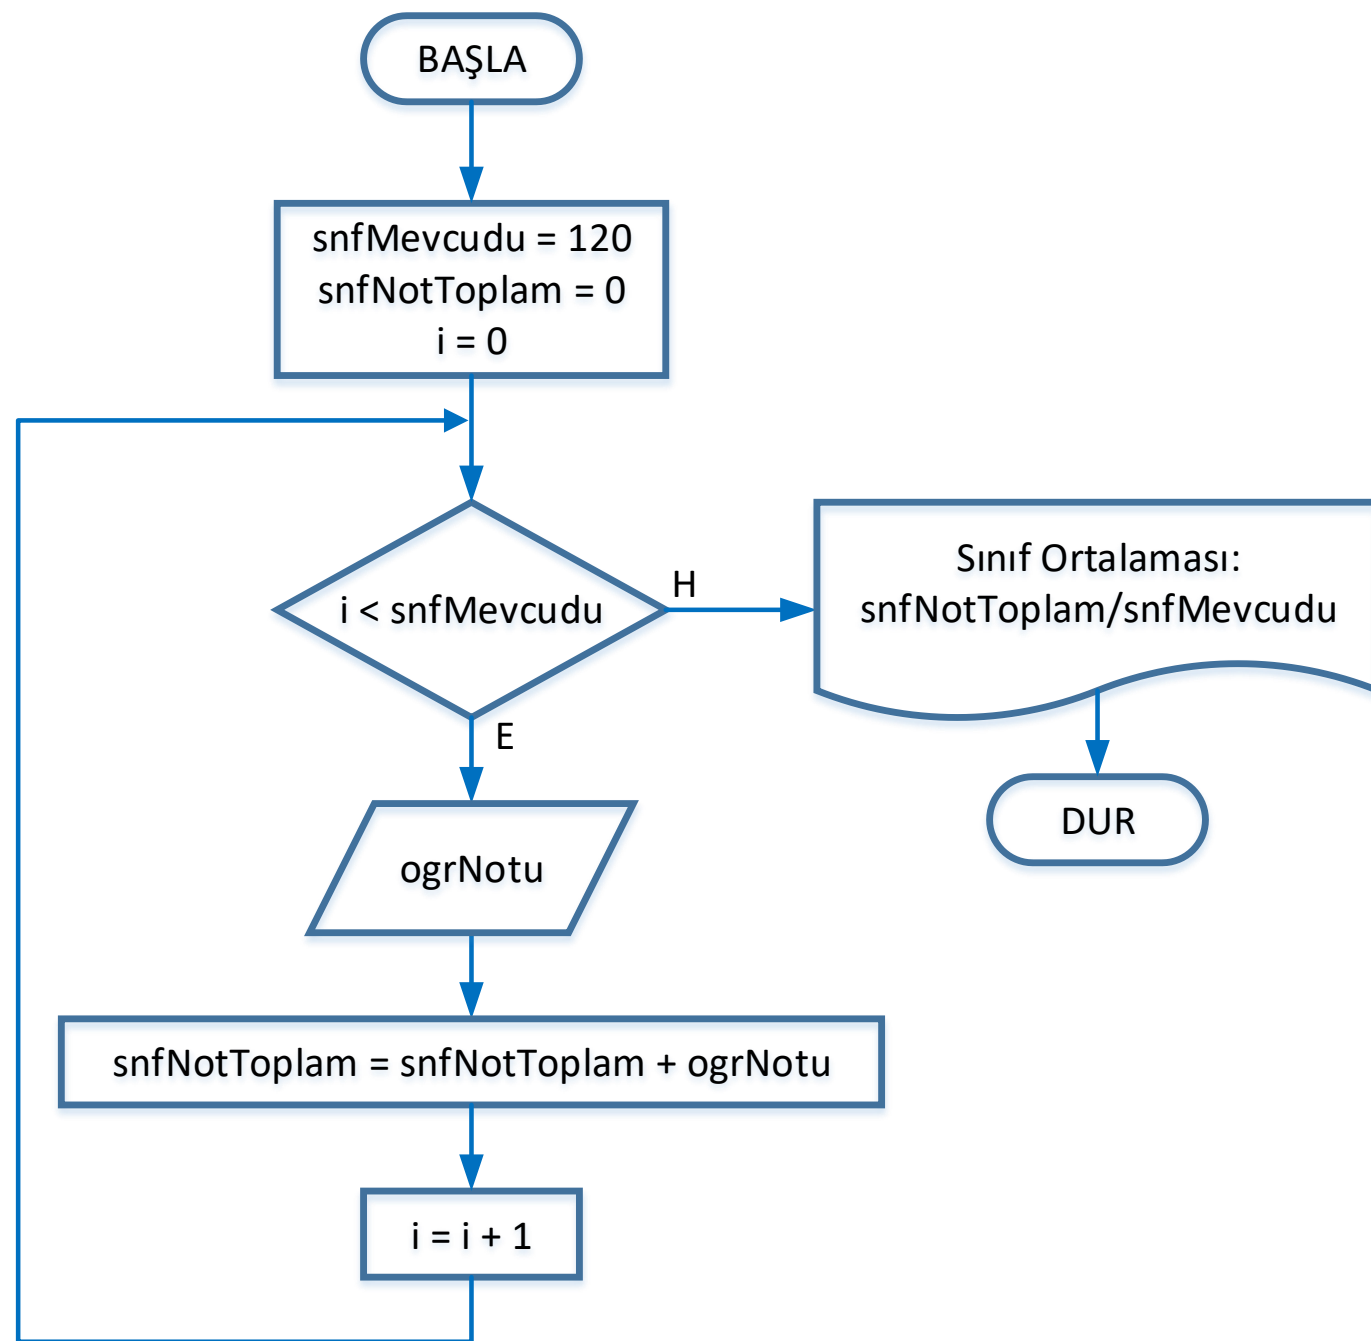 BAŞLA
snfMevcudu = 120
snfNotToplam = 0
i = 0
i < snfMevcudu
H
Sınıf Ortalaması:
snfNotToplam/snfMevcudu
E
DUR
ogrNotu
snfNotToplam = snfNotToplam + ogrNotu
i = i + 1